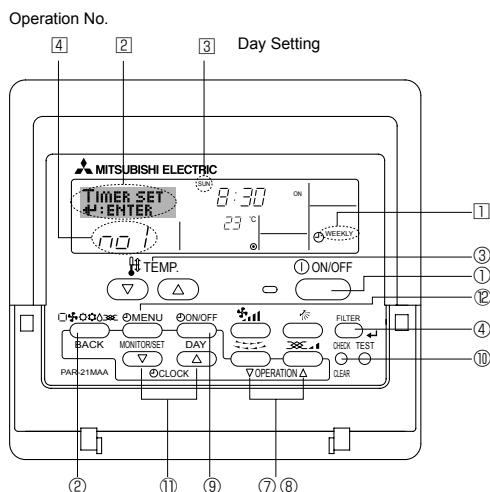 Operation No.
4 2 3 Day Setting
MITSUBISHI ELECTRIC
SUN
TIMER SET
↵:ENTER
8:30 ON
23 °C
no 1
WEEKLY
1
TEMP.
ON/OFF
③
①
⑫
MENU
ON/OFF
FILTER
④
BACK
MONITOR/SET
DAY
CHECK TEST
⑩
PAR-21MAA
CLOCK
▽OPERATION△
CLEAR
② ⑪ ⑨ ⑦ ⑧